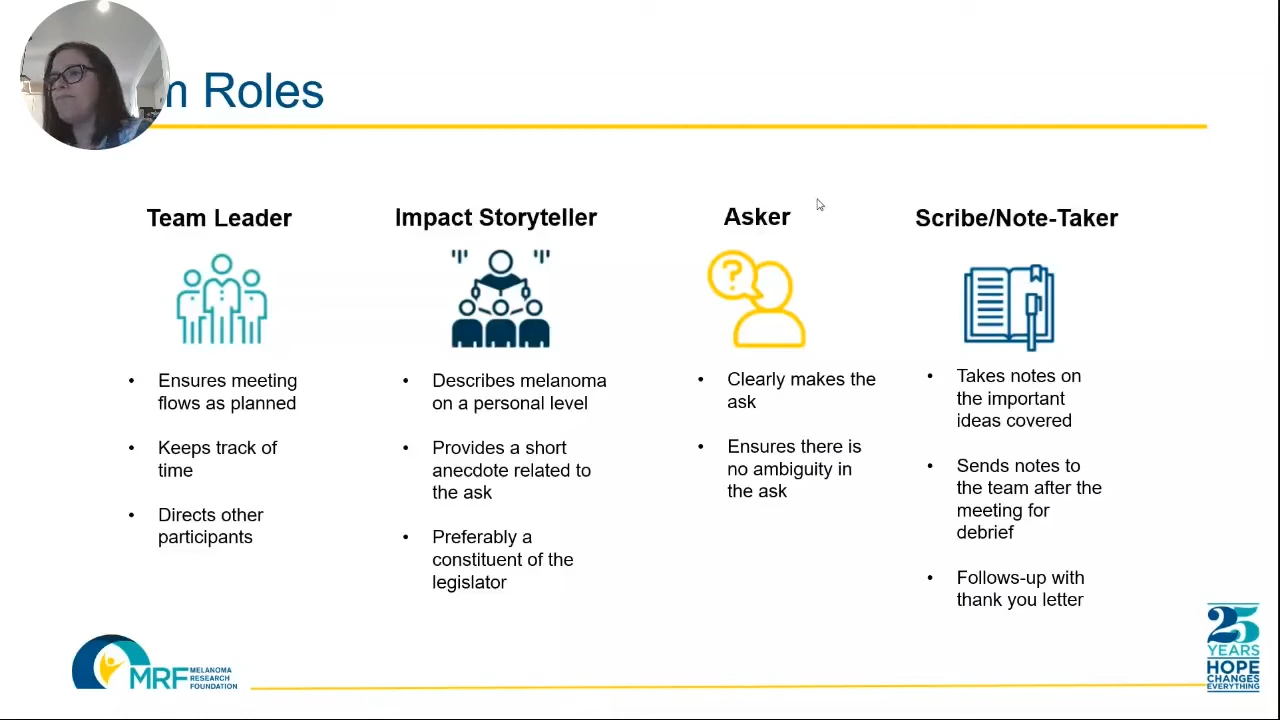 m Roles
Team Leader
Ensures meeting
flows as planned
Keeps track of
time
Directs other
participants
Impact Storyteller
Describes melanoma
on a personal level
Provides a short
anecdote related to
the ask
Preferably a
constituent of the
legislator
Asker
?
Clearly makes the
ask
Ensures there is
no ambiguity in
the ask
Scribe/Note-Taker
Takes notes on
the important
ideas covered
Sends notes to
the team after the
meeting for
debrief
Follows-up with
thank you letter
MRF
MELANOMA
RESEARCH
FOUNDATION
25
YEARS
HOPE
CHANGES
EVERYTHING